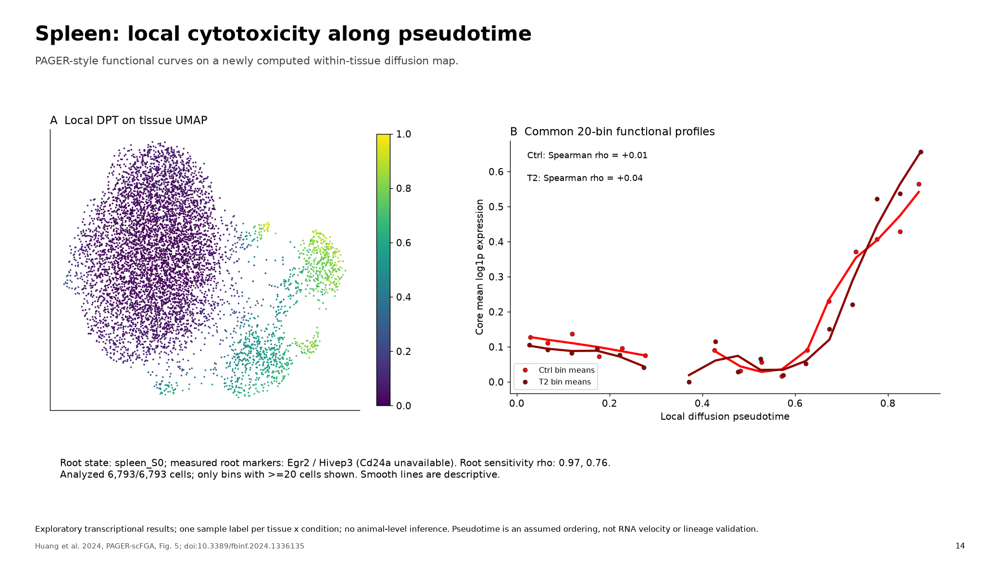 Spleen: local cytotoxicity along pseudotime
PAGER-style functional curves on a newly computed within-tissue diffusion map.
A  Local DPT on tissue UMAP
1.0
0.8
0.6
0.4
0.2
0.0
B  Common 20-bin functional profiles
Ctrl: Spearman rho = +0.01
T2: Spearman rho = +0.04
Core mean log1p expression
0.6
0.5
0.4
0.3
0.2
0.1
0.0
Ctrl bin means
T2 bin means
0.0 0.2 0.4 0.6 0.8
Local diffusion pseudotime
Root state: spleen_S0; measured root markers: Egr2 / Hivep3 (Cd24a unavailable). Root sensitivity rho: 0.97, 0.76.
Analyzed 6,793/6,793 cells; only bins with >=20 cells shown. Smooth lines are descriptive.
Exploratory transcriptional results; one sample label per tissue x condition; no animal-level inference. Pseudotime is an assumed ordering, not RNA velocity or lineage validation.
Huang et al. 2024, PAGER-scFGA, Fig. 5; doi:10.3389/fbinf.2024.1336135
14